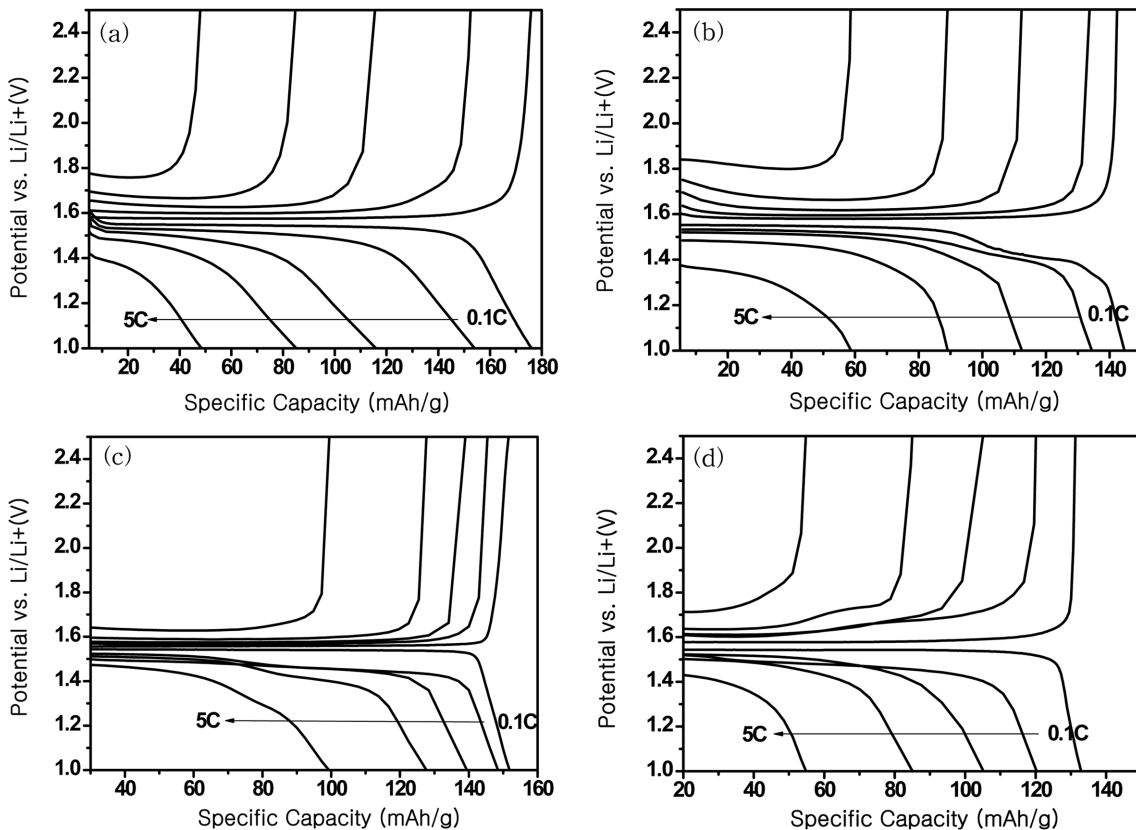 (a)
2.4
2.2
2.0
1.8
1.6
1.4
1.2
1.0
Potential vs. Li/Li+(V)
5C
0.1C
20 40 60 80 100 120 140 160 180
Specific Capacity (mAh/g)
(b)
2.4
2.2
2.0
1.8
1.6
1.4
1.2
1.0
Potential vs. Li/Li+(V)
5C
0.1C
20 40 60 80 100 120 140
Specific Capacity (mAh/g)
(c)
2.4
2.2
2.0
1.8
1.6
1.4
1.2
1.0
Potential vs. Li/Li+(V)
5C
0.1C
40 60 80 100 120 140 160
Specific Capacity (mAh/g)
(d)
2.4
2.2
2.0
1.8
1.6
1.4
1.2
1.0
Potential vs. Li/Li+(V)
5C
0.1C
20 40 60 80 100 120 140
Specific Capacity (mAh/g)